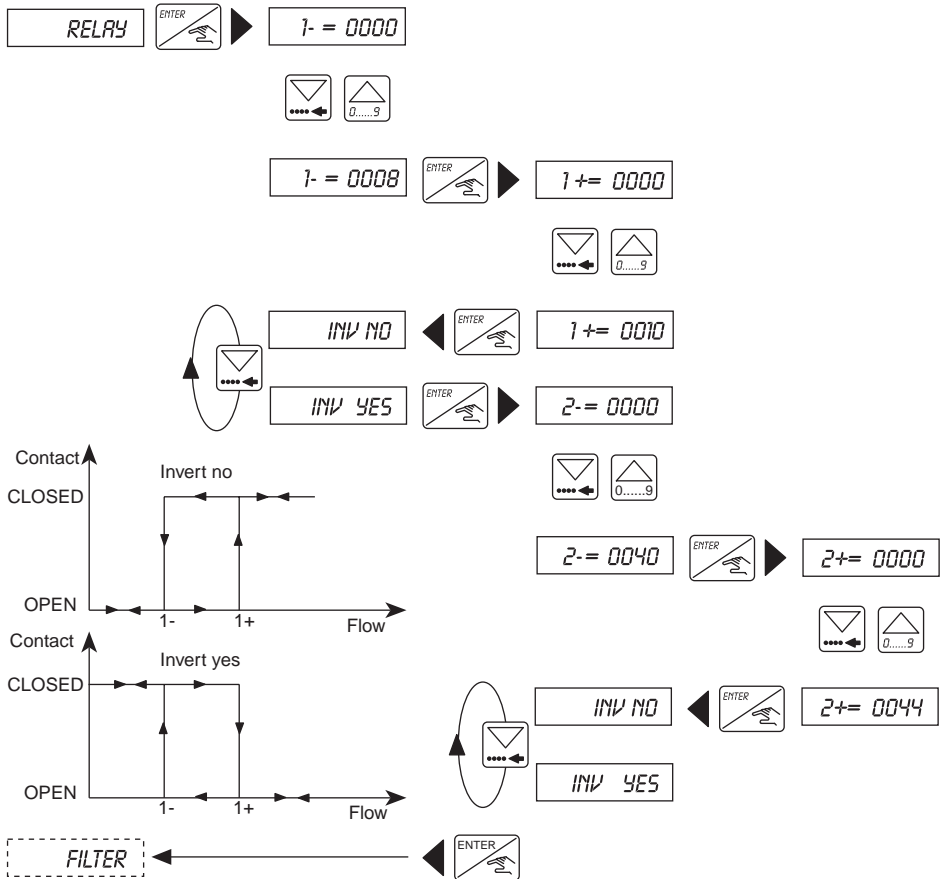 RELAY ENTER 1- = 0000
0......9
1- = 0008 ENTER 1 += 0000
0......9
INV NO ENTER 1 += 0010
INV YES ENTER 2-= 0000
0......9
2-= 0040 ENTER 2+= 0000
0......9
INV NO ENTER 2+= 0044
INV YES
Contact
Invert no
CLOSED
OPEN
1- 1+ Flow
Contact
Invert yes
CLOSED
OPEN
1- 1+ Flow
FILTER ENTER